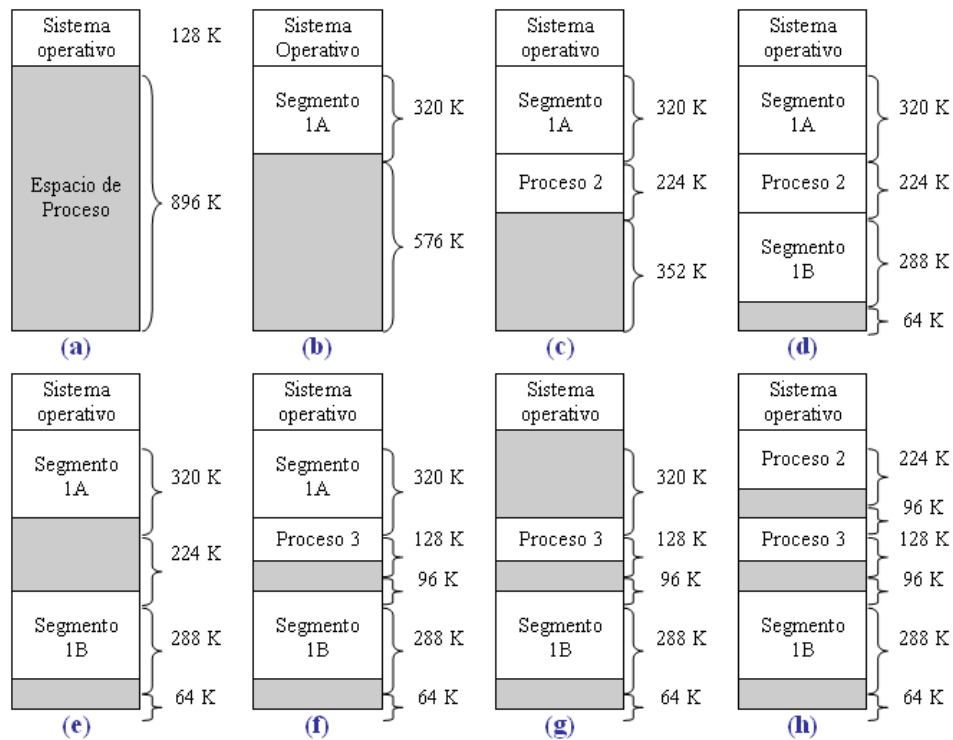 Sistema
operativo
128 K
Espacio de
Proceso
896 K
(a)
Sistema
Operativo
Segmento
1A
320 K
576 K
(b)
Sistema
operativo
Segmento
1A
320 K
Proceso 2
224 K
352 K
(c)
Sistema
operativo
Segmento
1A
320 K
Proceso 2
224 K
Segmento
1B
288 K
64 K
(d)
Sistema
operativo
Segmento
1A
320 K
224 K
Segmento
1B
288 K
64 K
(e)
Sistema
operativo
Segmento
1A
320 K
Proceso 3
128 K
96 K
Segmento
1B
288 K
64 K
(f)
Sistema
operativo
320 K
Proceso 3
128 K
96 K
Segmento
1B
288 K
64 K
(g)
Sistema
operativo
Proceso 2
224 K
96 K
Proceso 3
128 K
96 K
Segmento
1B
288 K
64 K
(h)